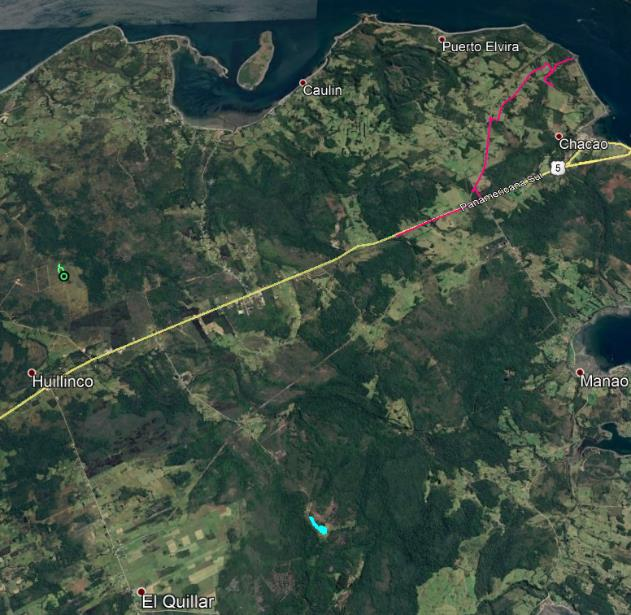 Puerto Elvira
Caulin
Chacao
5
Panamericana Sur
Huillinco
Manao
El Quillar